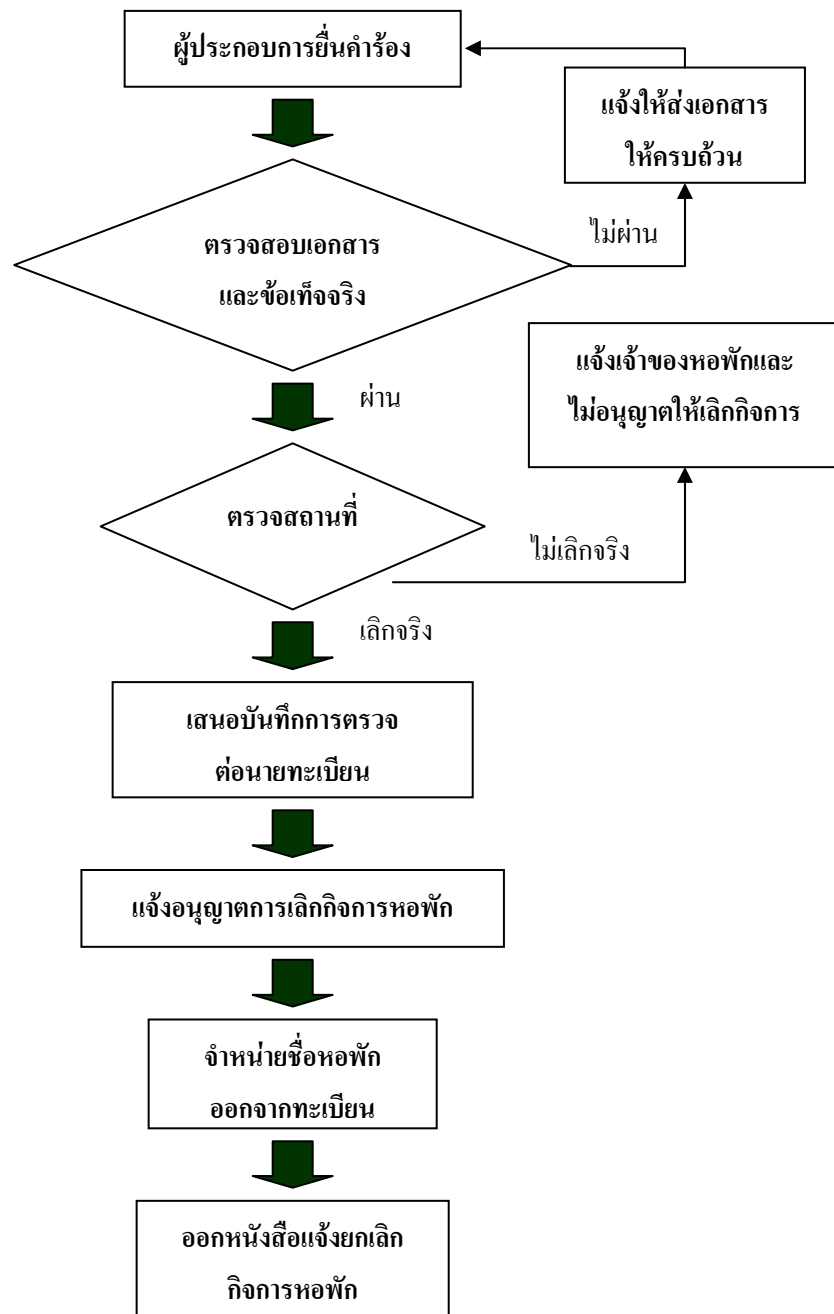 ผู้ประกอบการยื่นคำร้อง
แจ้งให้ส่งเอกสาร
ให้ครบถ้วน
ไม่ผ่าน
ตรวจสอบเอกสาร
และข้อเท็จจริง
แจ้งเจ้าของหอพักและ
ไม่อนุญาตให้เลิกกิจการ
ผ่าน
ตรวจสถานที่
ไม่เลิกจริง
เลิกจริง
เสนอบันทึกการตรวจ
ต่อนายทะเบียน
แจ้งอนุญาตการเลิกกิจการหอพัก
จำหน่ายชื่อหอพัก
ออกจากทะเบียน
ออกหนังสือแจ้งยกเลิก
กิจการหอพัก